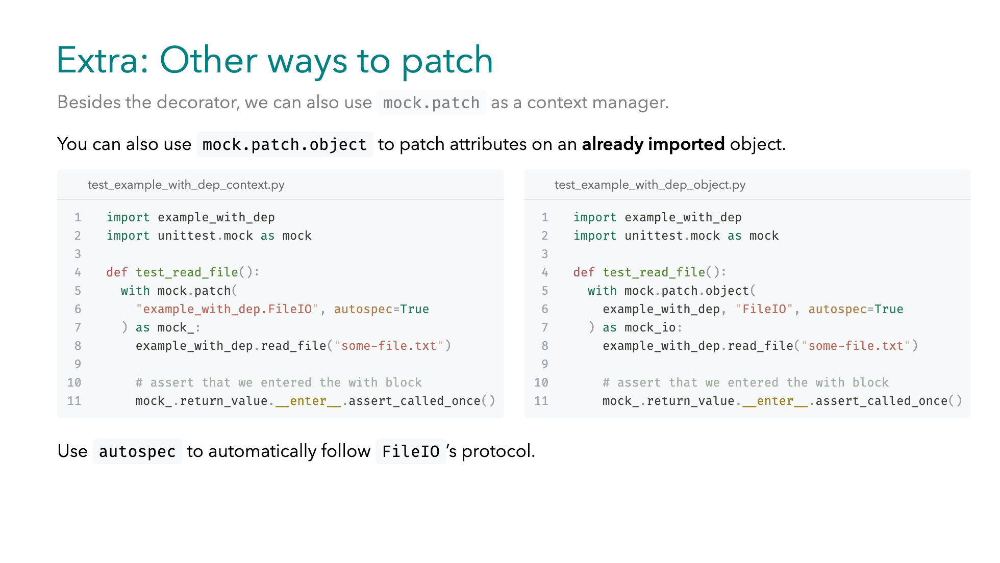 Extra: Other ways to patch
Besides the decorator, we can also use mock.patch as a context manager.
You can also use mock.patch.object to patch attributes on an already imported object.
test_example_with_dep_context.py
1 import example_with_dep
2 import unittest.mock as mock
3
4 def test_read_file():
5   with mock.patch(
6     "example_with_dep.FileIO", autospec=True
7   ) as mock_:
8     example_with_dep.read_file("some-file.txt")
9
10     # assert that we entered the with block
11     mock_.return_value.__enter__.assert_called_once()
test_example_with_dep_object.py
1 import example_with_dep
2 import unittest.mock as mock
3
4 def test_read_file():
5   with mock.patch.object(
6     example_with_dep, "FileIO", autospec=True
7   ) as mock_io:
8     example_with_dep.read_file("some-file.txt")
9
10     # assert that we entered the with block
11     mock_.return_value.__enter__.assert_called_once()
Use autospec to automatically follow FileIO’s protocol.